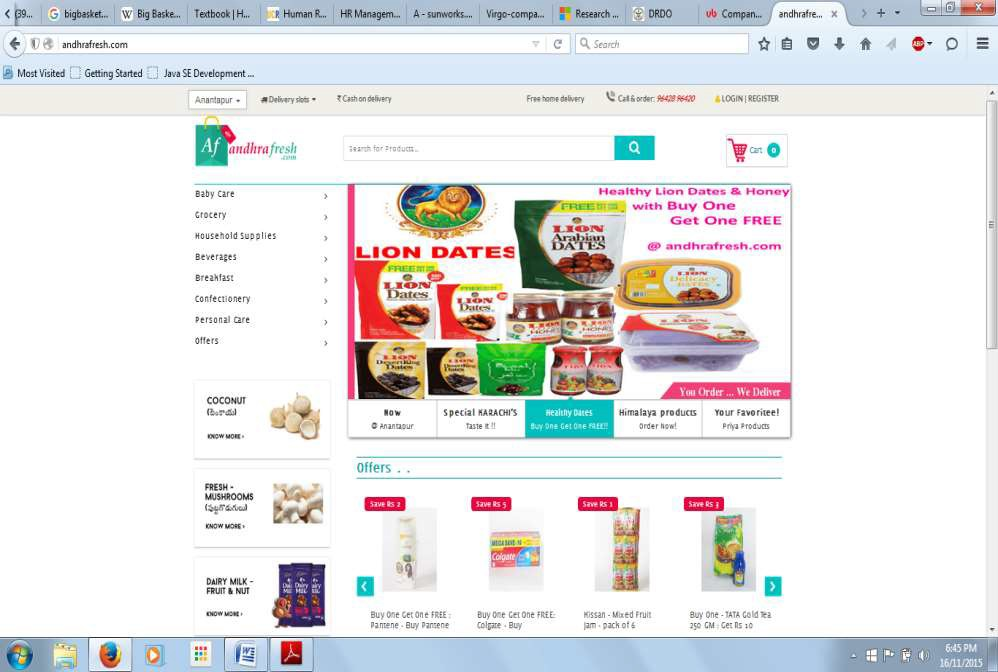 (39...
bigbasket...
Big Baske...
Textbook | H...
Human R...
HR Managem...
A - sunworks....
Virgo-compa...
Research ...
DRDO
Compan...
andhrafre...
andhrafresh.com
Search
Most Visited
Getting Started
Java SE Development ...
Anantapur
Delivery slots
₹ Cash on delivery
Free home delivery
Call & order: 96428 96420
LOGIN | REGISTER
Af andhrafresh
.com
Search for Products...
Cart 0
Baby Care
Grocery
Household Supplies
Beverages
Breakfast
Confectionery
Personal Care
Offers
Healthy Lion Dates & Honey
with Buy One
Get One FREE
@ andhrafresh.com
LION DATES
FREE
LION
Arabian
DATES
LION
Delicacy
DATES
FREE
LION
Dates
LION
Dates
LION
HONEY
LION
DesertKing
Dates
LION
Dates
You Order ... We Deliver
Now
@ Anantapur
Special KARACHI'S
Taste It !!
Healthy Dates
Buy One Get One FREE!!
Himalaya products
Order Now!
Your Favoritee!
Priya Products
COCONUT
KNOW MORE ›
FRESH -
MUSHROOMS
(పుట్టగొడుగులు)
KNOW MORE ›
DAIRY MILK -
FRUIT & NUT
KNOW MORE ›
Offers . .
Save Rs 2
Save Rs 5
Save Rs 1
Save Rs 3
Colgate
Buy One Get One FREE :
Pantene - Buy Pantene
Buy One Get One FREE:
Colgate - Buy
Kissan - Mixed Fruit
Jam - pack of 6
Buy One - TATA Gold Tea
250 GM : Get Rs 10
6:45 PM
16/11/2015